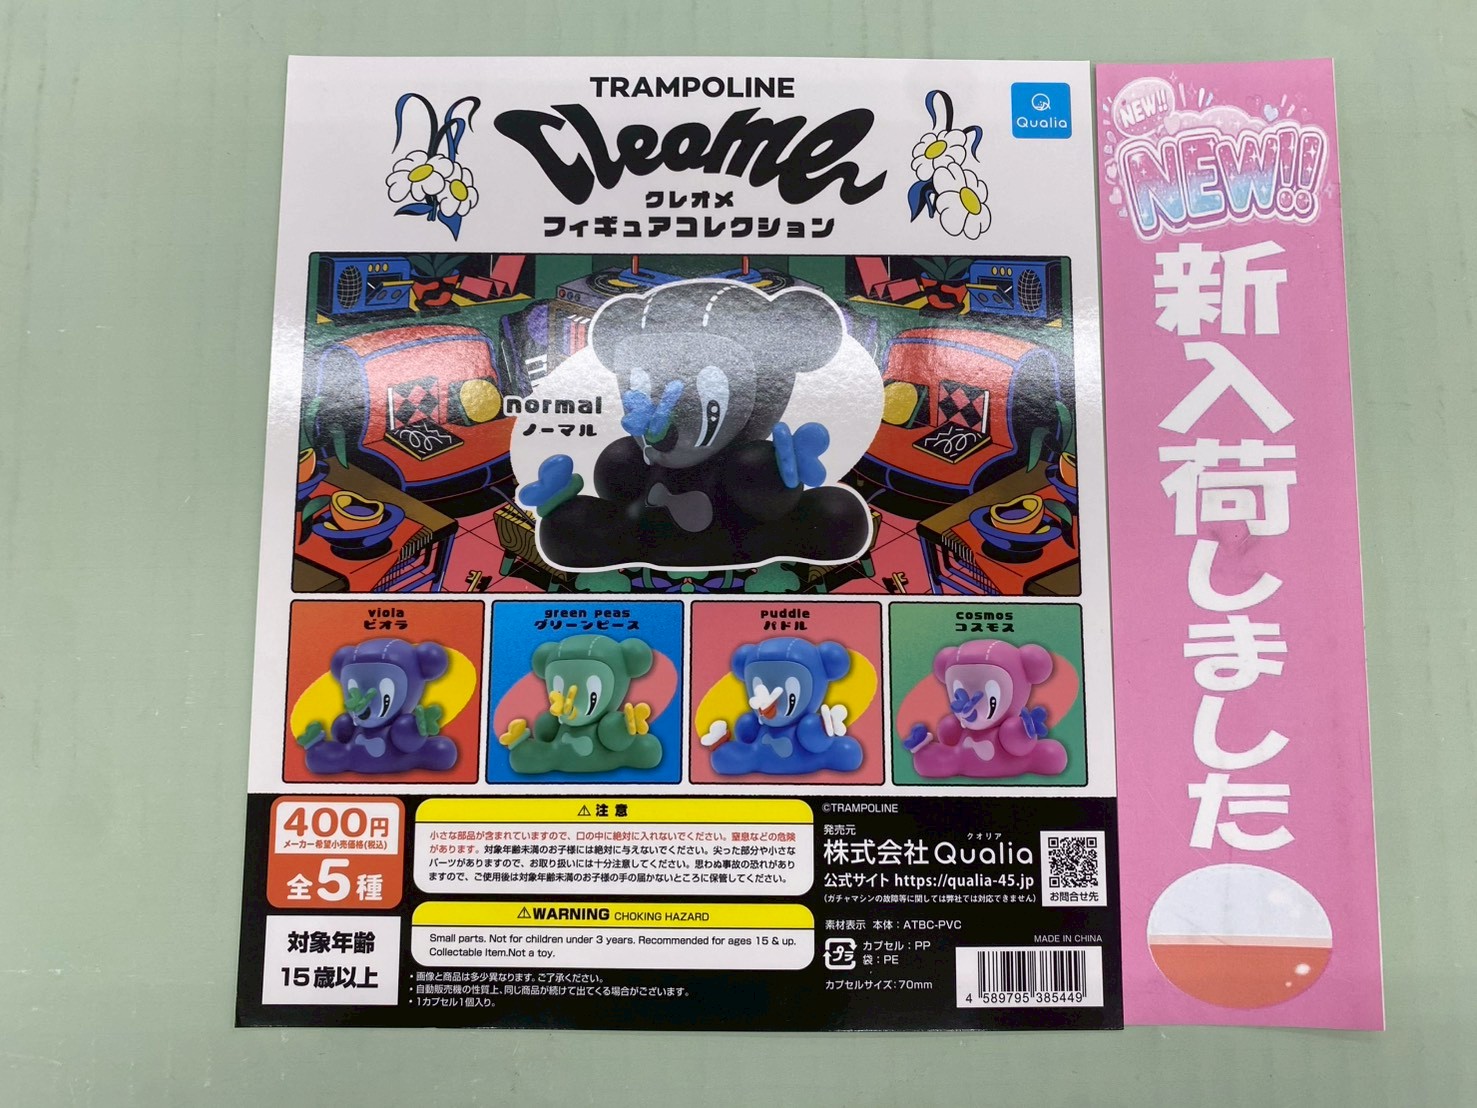 TRAMPOLINE
Cleome
クレオメ
フィギュアコレクション
Qualia
normal
ノーマル
viola
ビオラ
green peas
グリーンピース
puddle
パドル
cosmos
コスモス
400円
メーカー希望小売価格(税込)
全5種
対象年齢
15歳以上
⚠注意
小さな部品が含まれていますので、口の中に絶対に入れないでください。窒息などの危険
があります。対象年齢未満のお子様には絶対に与えないでください。尖った部分や小さな
パーツがありますので、お取り扱いには十分注意してください。思わぬ事故の恐れがあり
ますので、ご使用後は対象年齢未満のお子様の手の届かないところに保管してください。
⚠WARNING CHOKING HAZARD
Small parts. Not for children under 3 years. Recommended for ages 15 & up.
Collectable Item.Not a toy.
・画像と商品は多少異なります。ご了承ください。
・自動販売機の性質上、同じ商品が続けて出てくる場合がございます。
・1カプセル1個入り。
©TRAMPOLINE
発売元
クオリア
株式会社Qualia
公式サイト https://qualia-45.jp
(ガチャマシンの故障等に関しては弊社では対応できません)
お問合せ先
素材表示 本体：ATBC-PVC
プラ
カプセル：PP
袋：PE
カプセルサイズ：70mm
MADE IN CHINA
4 589795 385449
NEW!!
NEW!!
新入荷しました